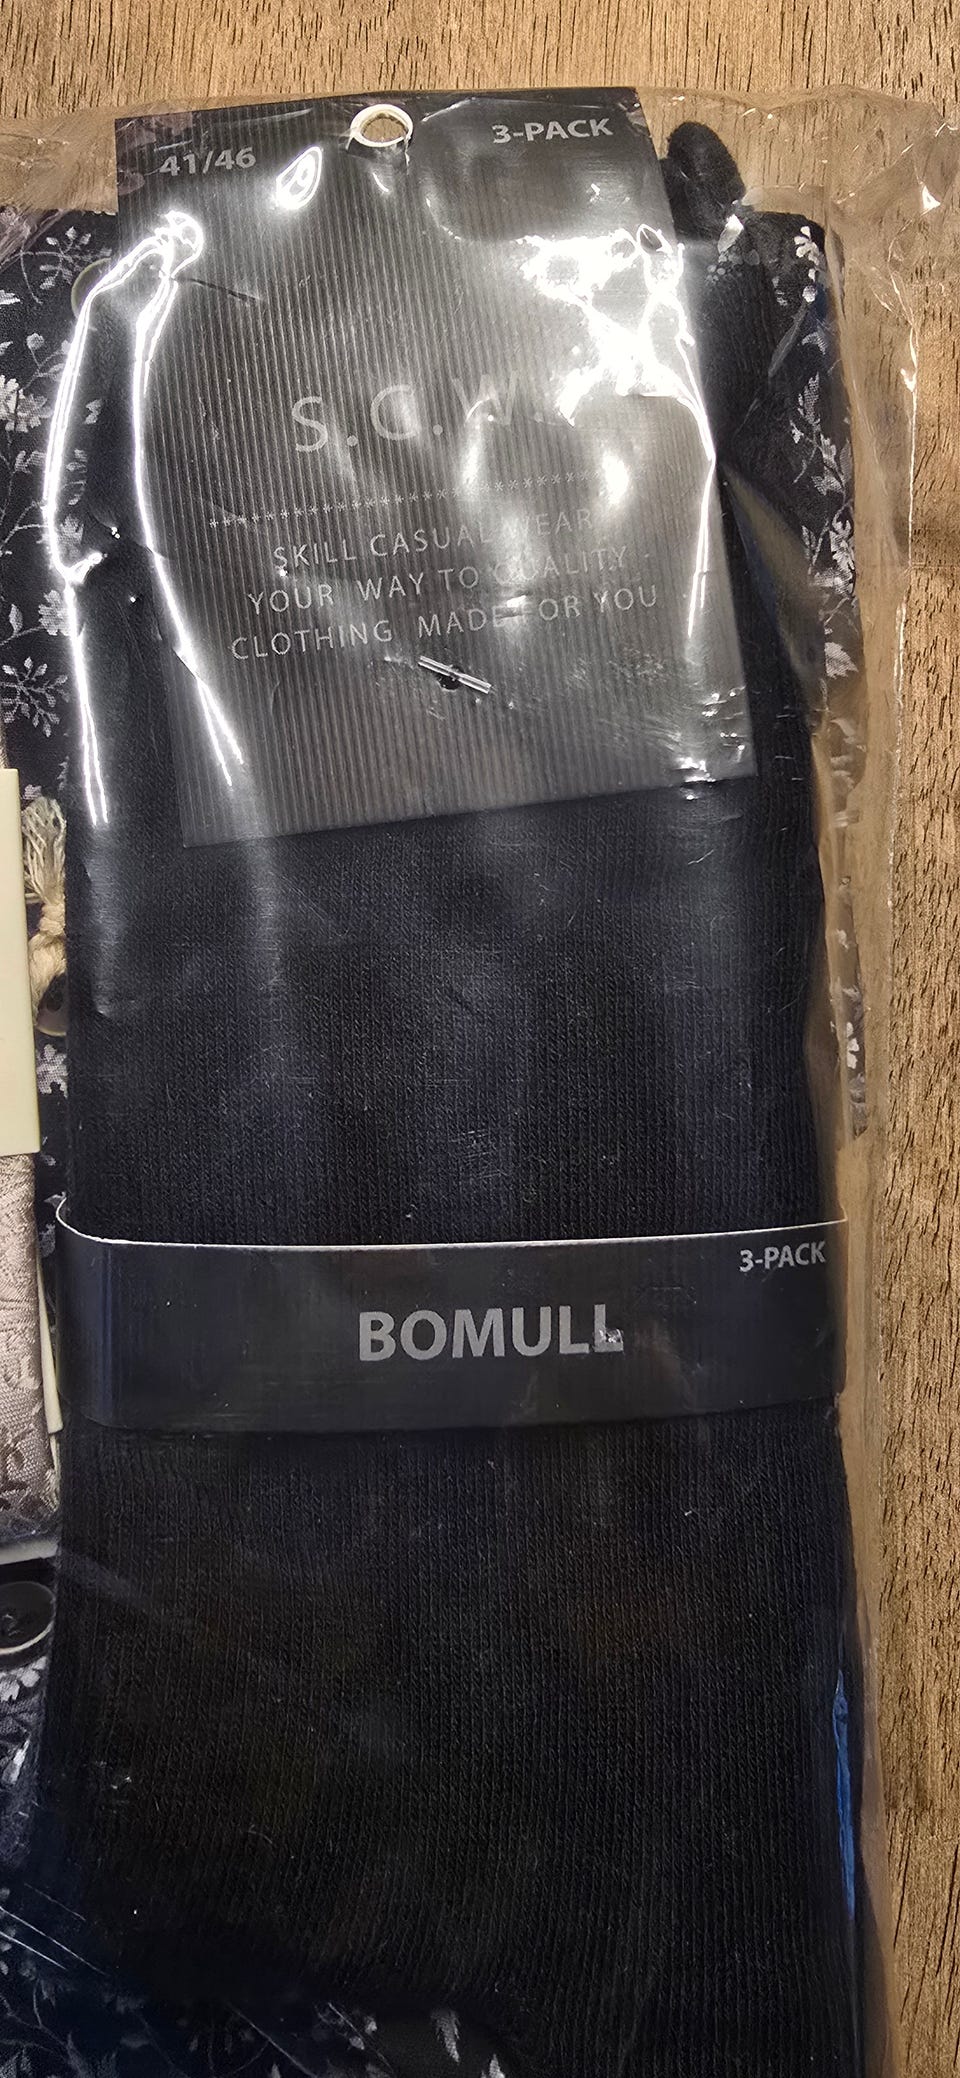 41/46
3-PACK
S.C.W.
************************************
SKILL CASUAL WEAR
YOUR WAY TO QUALITY
CLOTHING MADE FOR YOU
3-PACK
BOMULL